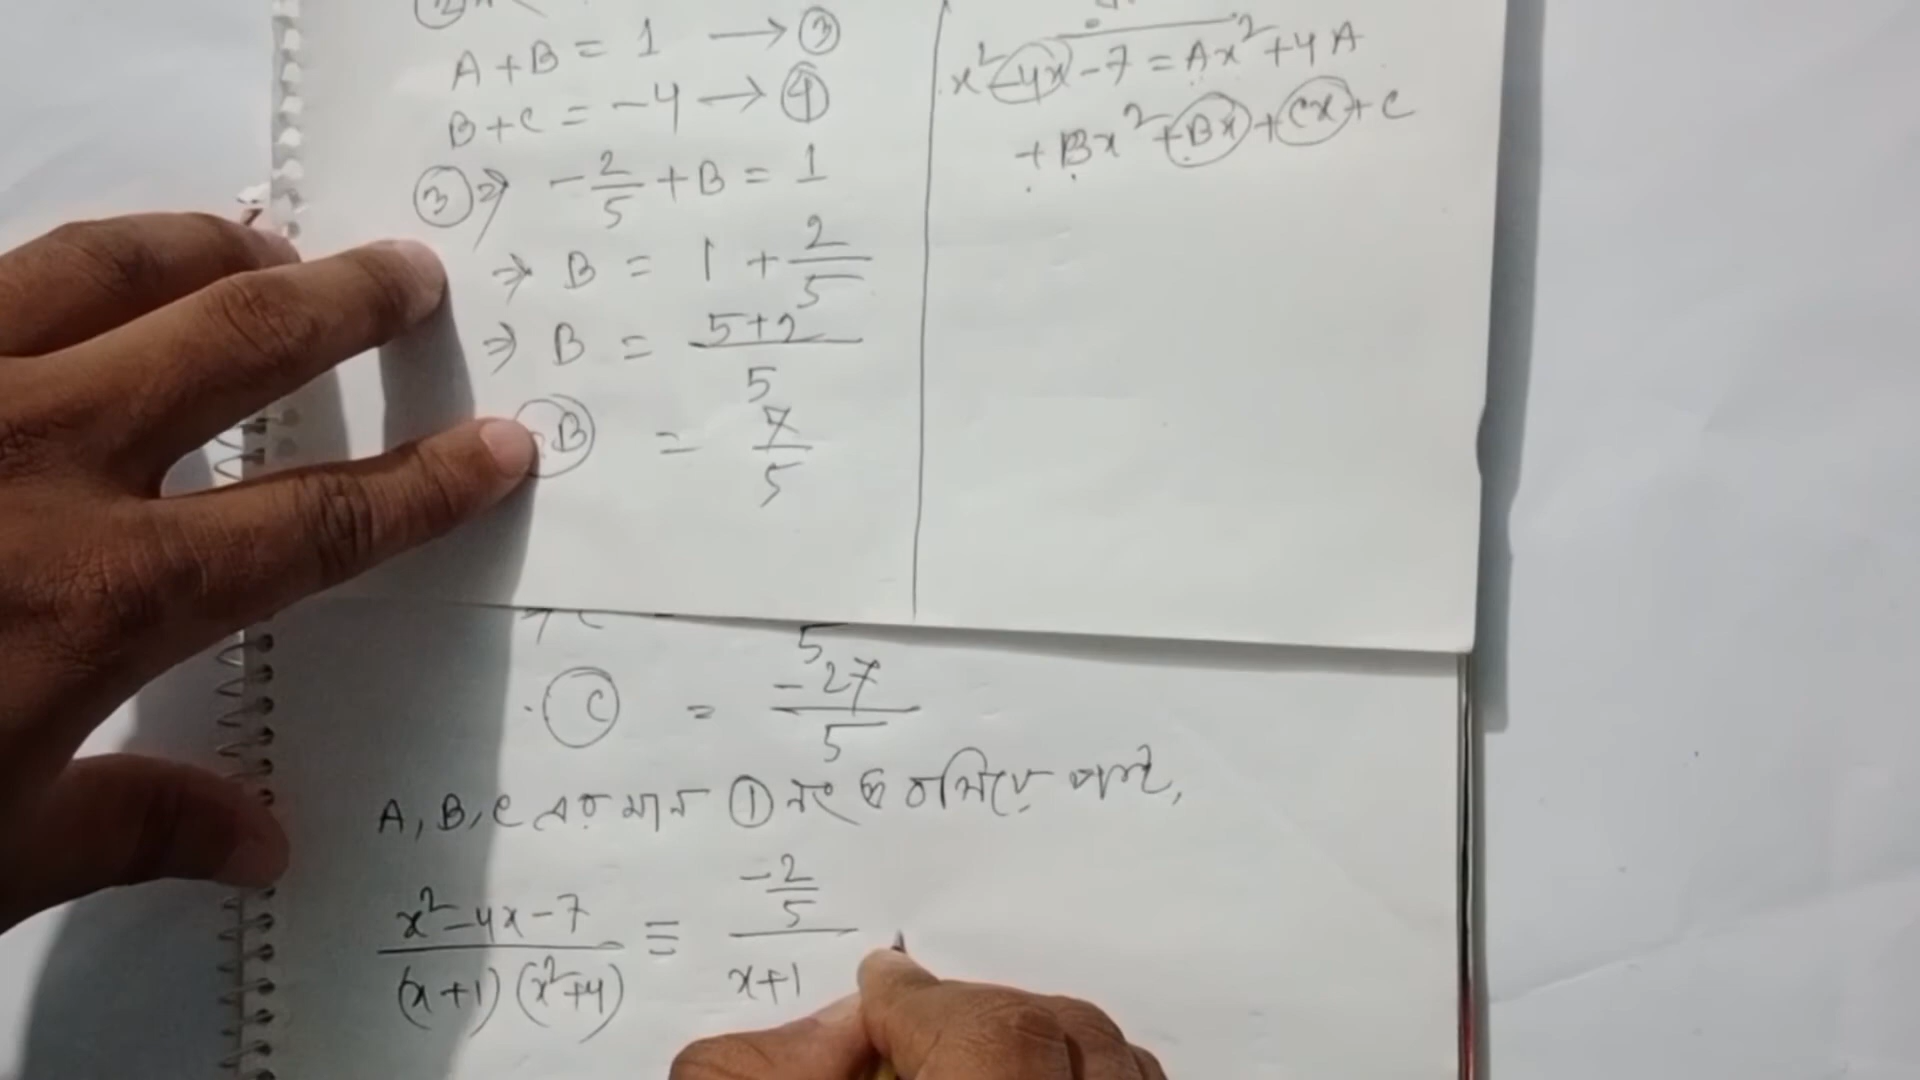 A+B = 1 → ③
B+C = -4 → ④
③ ⇒ -2/5 + B = 1
⇒ B = 1 + 2/5
⇒ B = 5+2/5
B = 7/5
x²-4x-7 = Ax²+4A
+Bx²+Bx+Cx+C
5
C = -27/5
A, B, C এর মান ① নং এ বসিয়ে পাই,
x²-4x-7/(x+1)(x²+4) ≡ -2/5/x+1